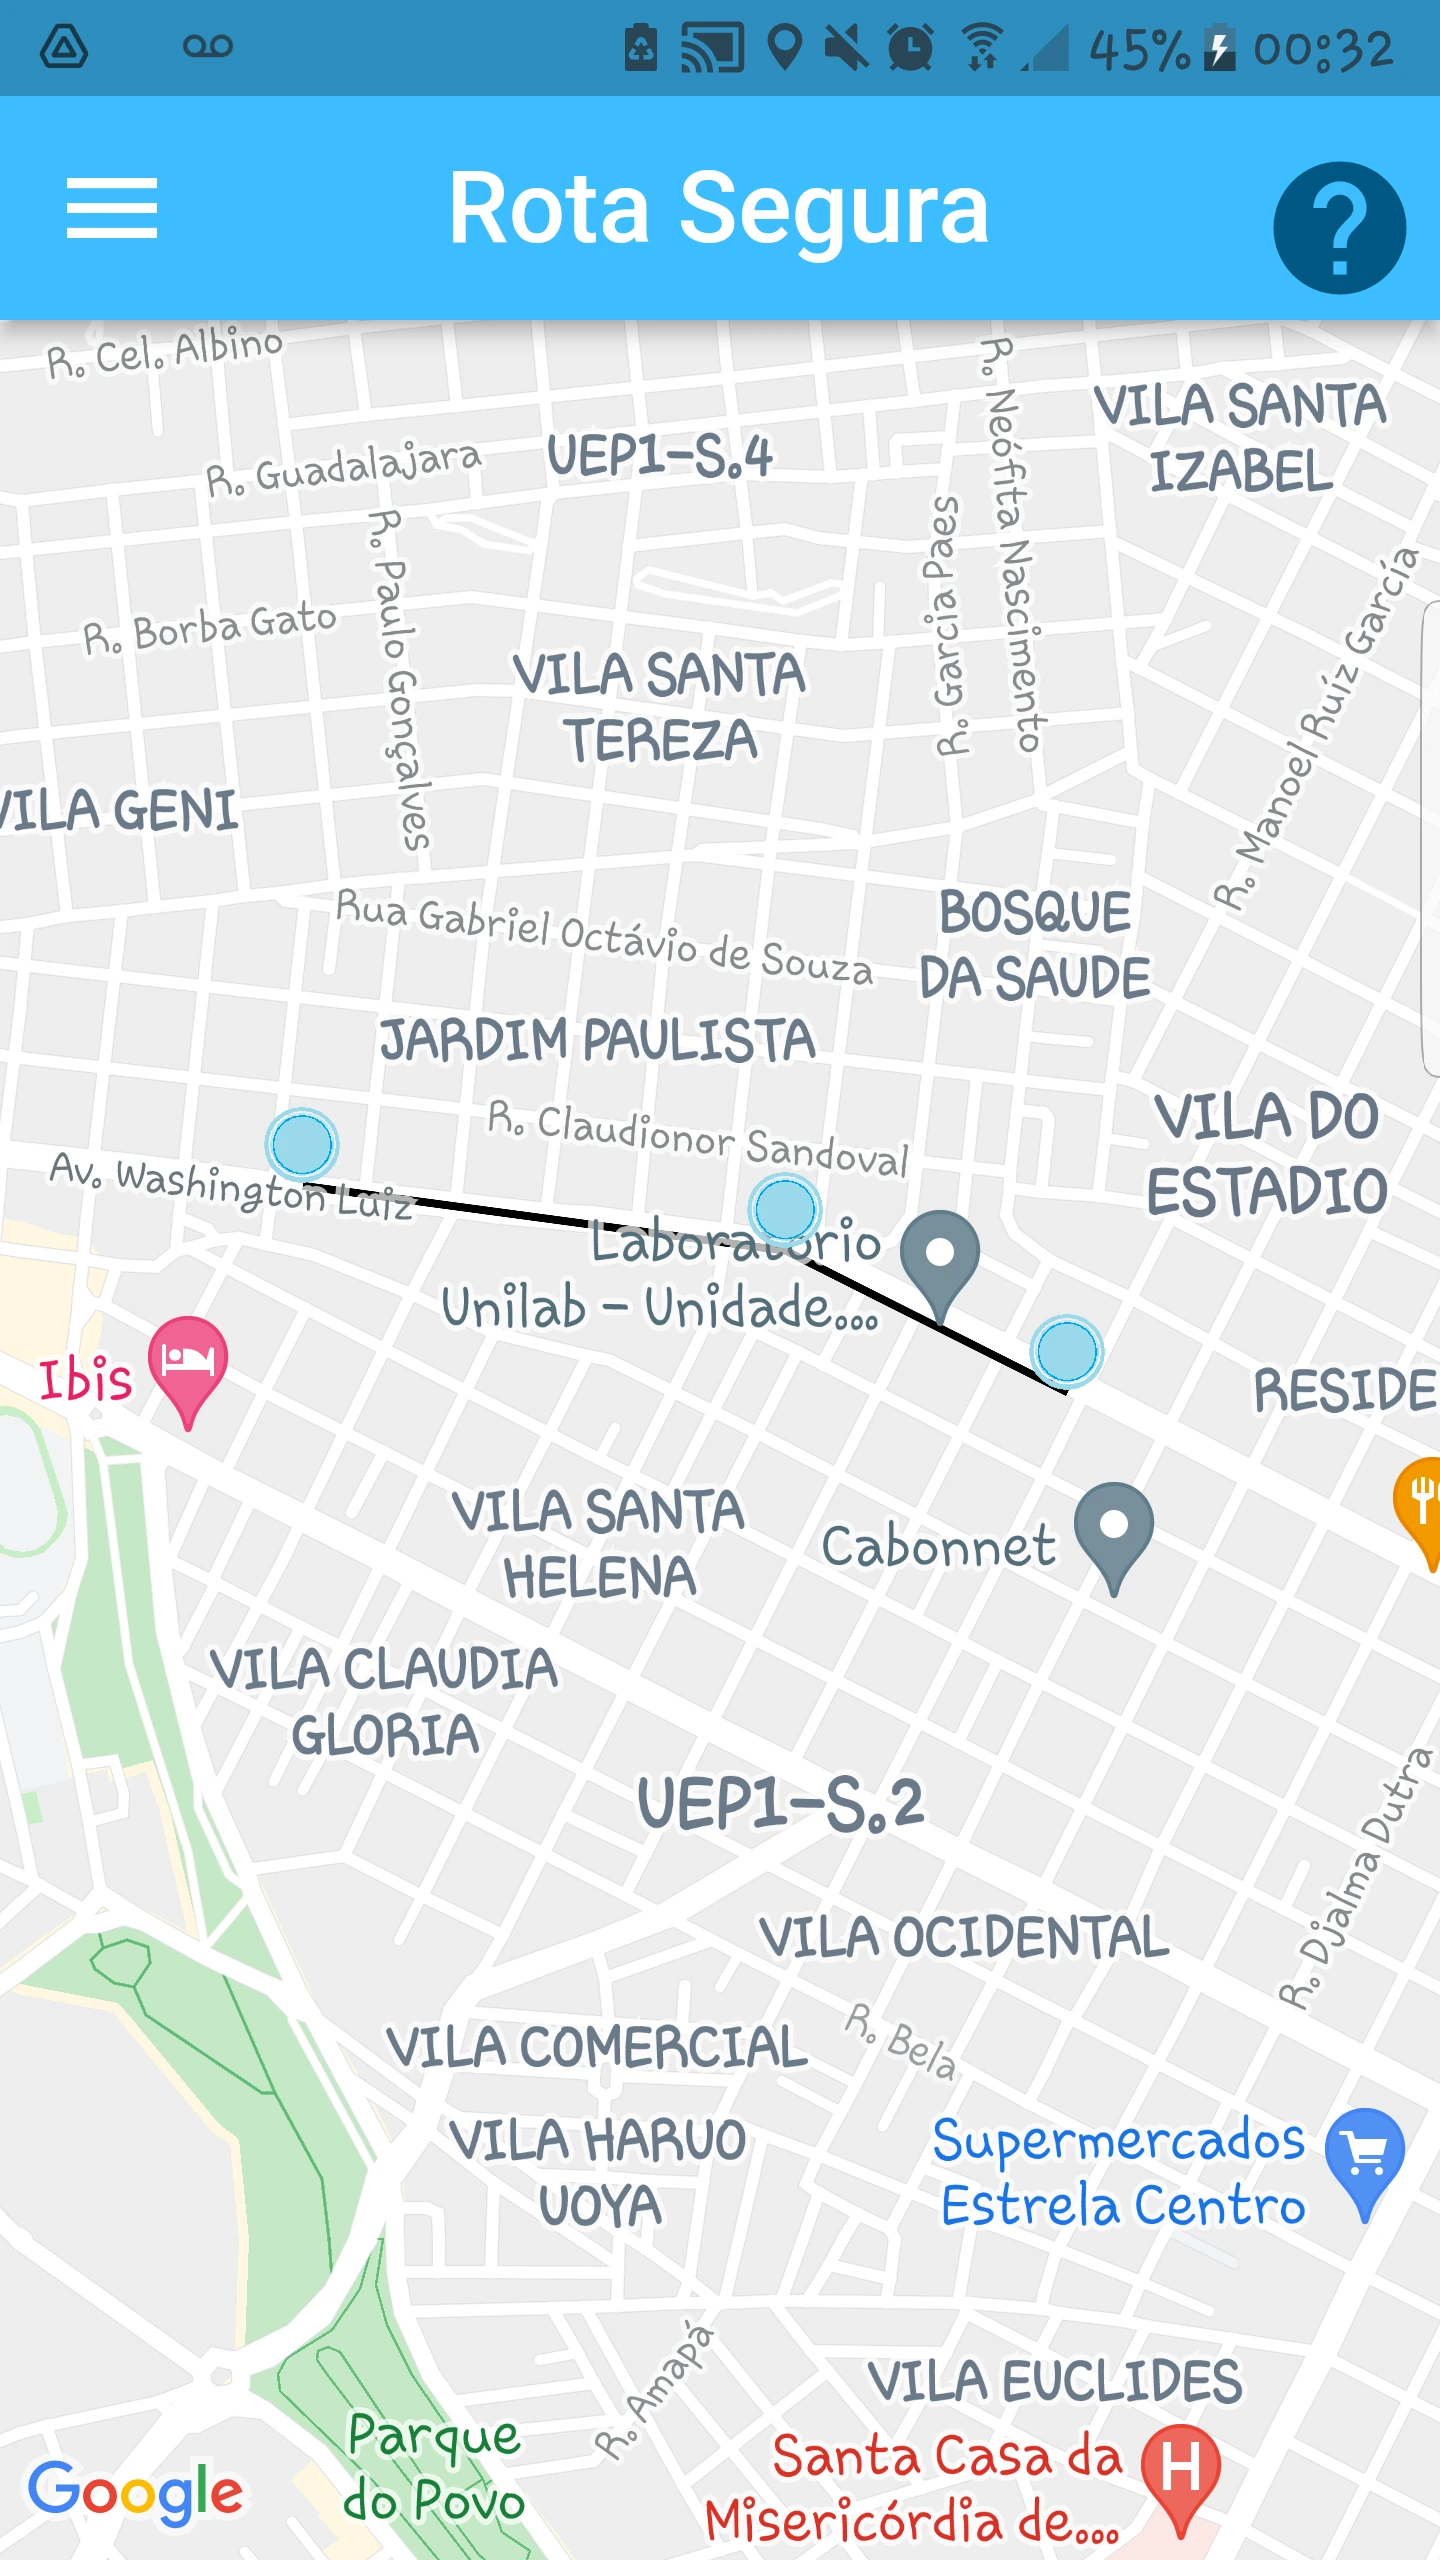 45% 00:32
Rota Segura
R. Cel. Albino
R. Neófita Nascimento
VILA SANTA
IZABEL
UEP1-S.4
R. Guadalajara
R. Paulo Gonçalves
R. Garcia Paes
R. Manoel Ruíz García
R. Borba Gato
VILA SANTA
TEREZA
VILA GENI
Rua Gabriel Octávio de Souza
BOSQUE
DA SAUDE
JARDIM PAULISTA
R. Claudionor Sandoval
VILA DO
ESTADIO
Av. Washington Luiz
Laboratório
Unilab - Unidade...
Ibis
RESIDE
VILA SANTA
HELENA
Cabonnet
VILA CLAUDIA
GLORIA
UEP1-S.2
R. Djalma Dutra
VILA OCIDENTAL
R. Bela
VILA COMERCIAL
VILA HARUO
UOYA
Supermercados
Estrela Centro
R. Amapá
VILA EUCLIDES
Parque
do Povo
Santa Casa da
Misericórdia de...
Google